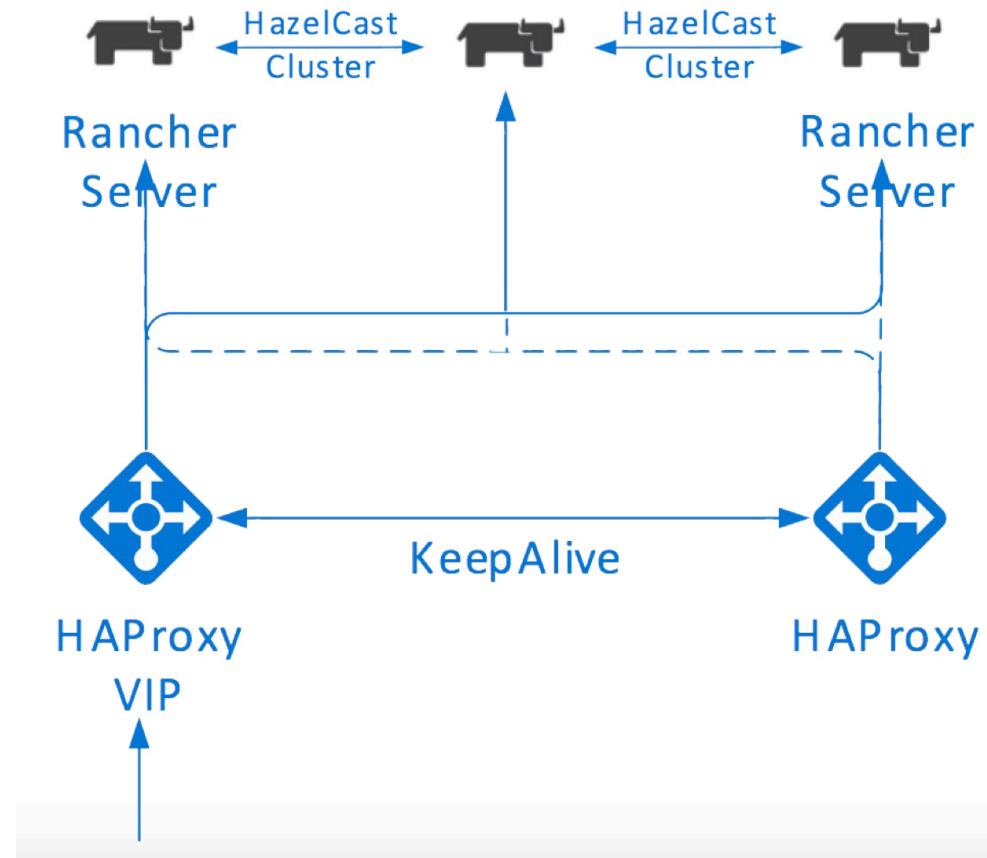 HazelCast
Cluster
HazelCast
Cluster
Rancher
Server
Rancher
Server
KeepAlive
HAProxy
VIP
HAProxy